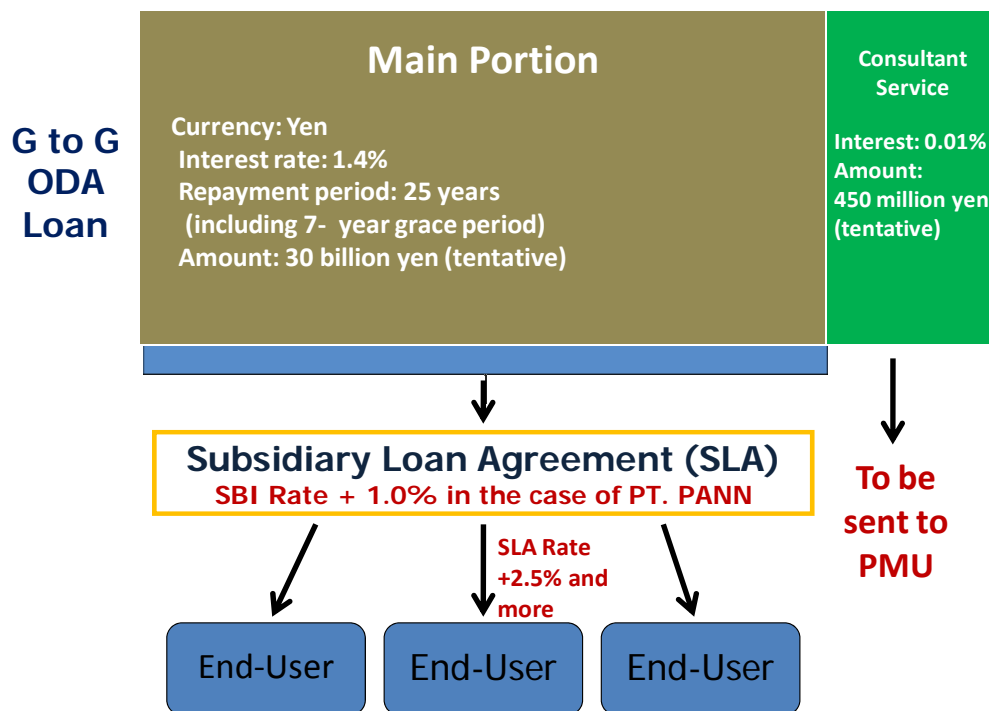 G to G
ODA
Loan
Main Portion
Currency: Yen
Interest rate: 1.4%
Repayment period: 25 years
(including 7- year grace period)
Amount: 30 billion yen (tentative)
Consultant
Service
Interest: 0.01%
Amount:
450 million yen
(tentative)
Subsidiary Loan Agreement (SLA)
SBI Rate + 1.0% in the case of PT. PANN
To be
sent to
PMU
SLA Rate
+2.5% and
more
End-User
End-User
End-User